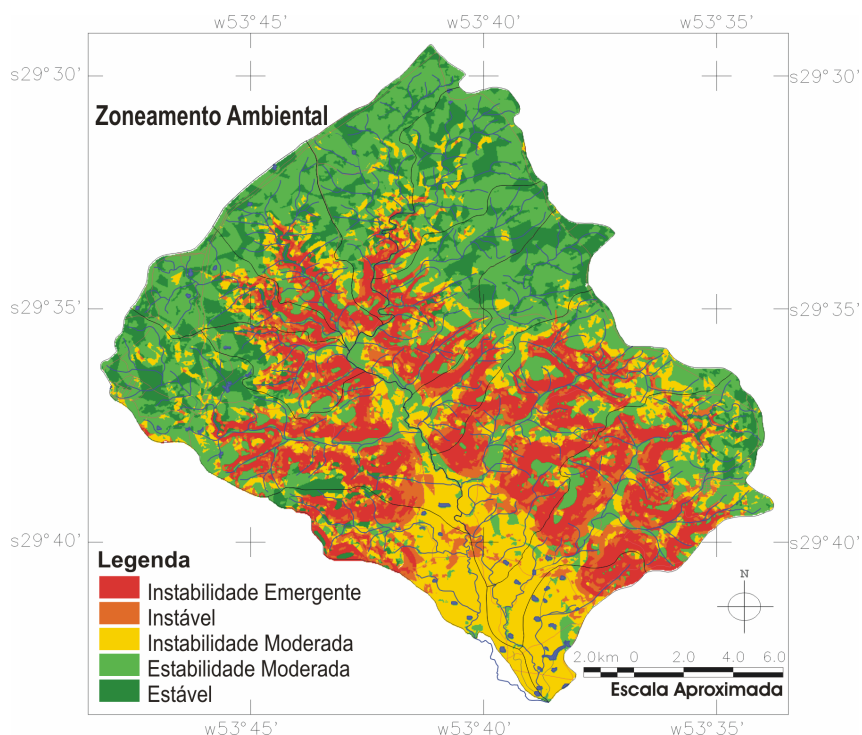 w53°45' w53°40' w53°35'
s29°30' s29°30'
Zoneamento Ambiental
s29°35' s29°35'
s29°40' s29°40'
Legenda
Instabilidade Emergente
Instável
Instabilidade Moderada
Estabilidade Moderada
Estável
N
2.0km 0 2.0 4.0 6.0
Escala Aproximada
w53°45' w53°40' w53°35'